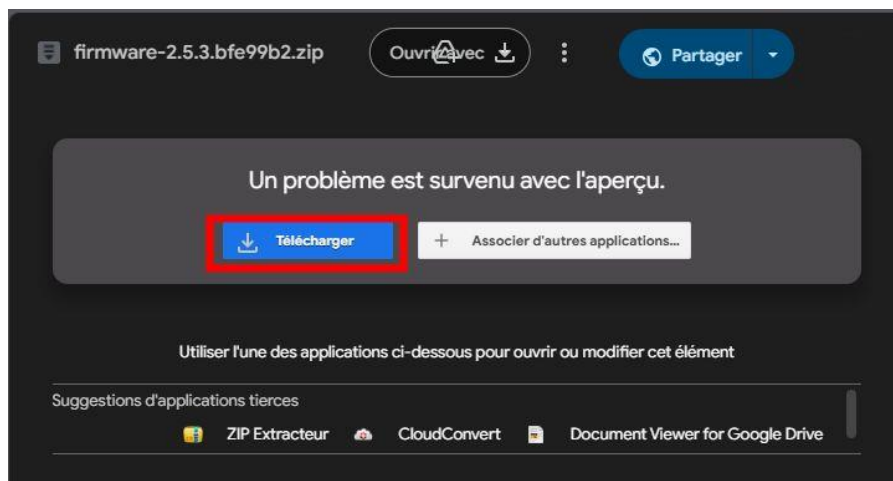 firmware-2.5.3.bfe99b2.zip
Ouvrir avec
Partager
Un problème est survenu avec l'aperçu.
Télécharger
+ Associer d'autres applications...
Utiliser l'une des applications ci-dessous pour ouvrir ou modifier cet élément
Suggestions d'applications tierces
ZIP Extracteur CloudConvert Document Viewer for Google Drive